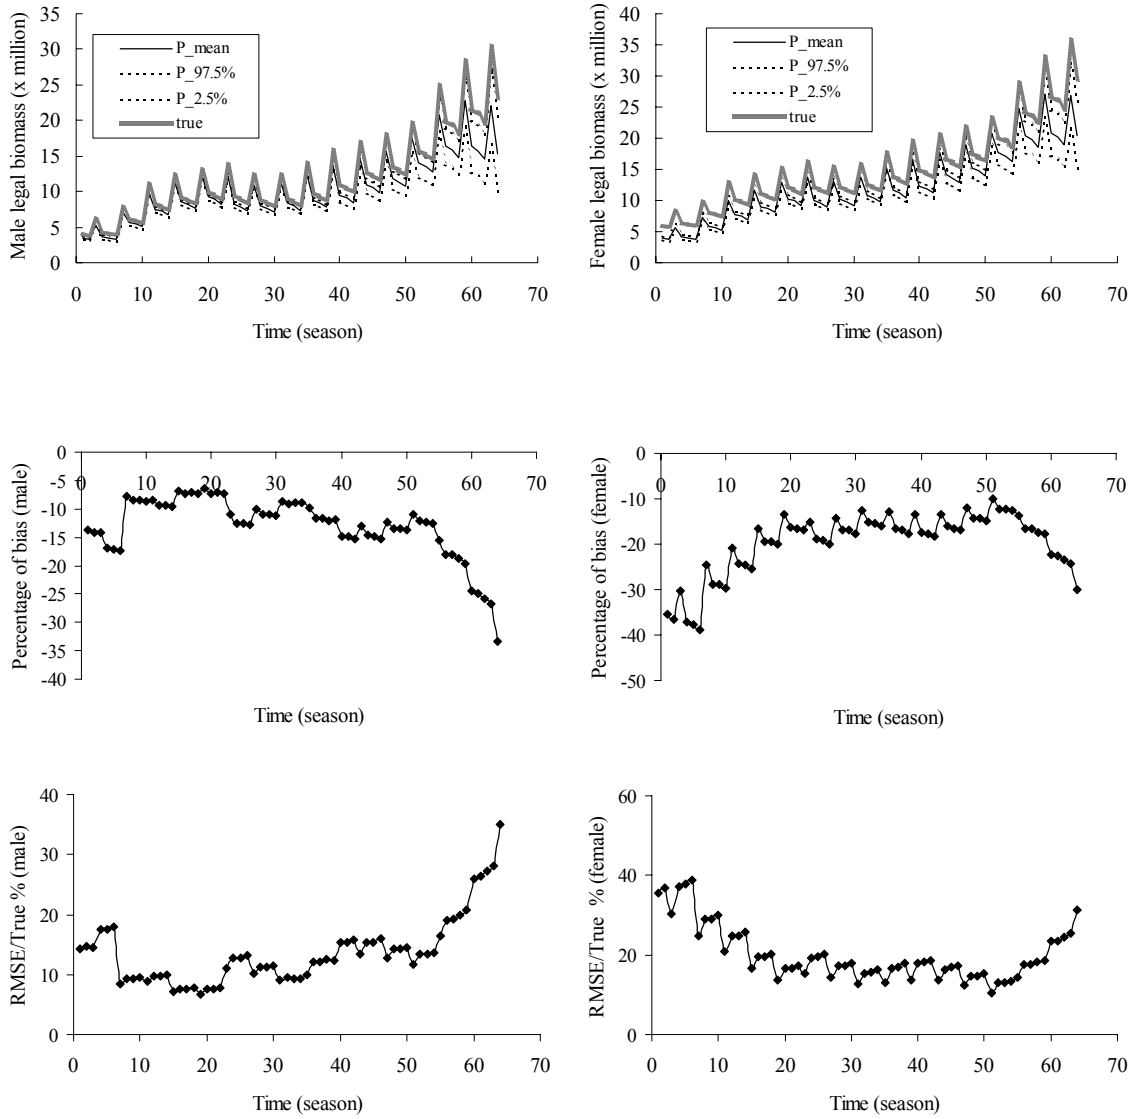 Male legal biomass (x million)
35
30
25
20
15
10
5
0
P_mean
P_97.5%
P_2.5%
true
0 10 20 30 40 50 60 70
Time (season)
Female legal biomass (x million)
40
35
30
25
20
15
10
5
0
P_mean
P_97.5%
P_2.5%
true
0 10 20 30 40 50 60 70
Time (season)
Percentage of bias (male)
0
-5
-10
-15
-20
-25
-30
-35
-40
0 10 20 30 40 50 60 70
Time (season)
Percentage of bias (female)
0
-10
-20
-30
-40
-50
0 10 20 30 40 50 60 70
Time (season)
RMSE/True % (male)
40
30
20
10
0
0 10 20 30 40 50 60 70
Time (season)
RMSE/True % (female)
60
40
20
0
0 10 20 30 40 50 60 70
Time (season)